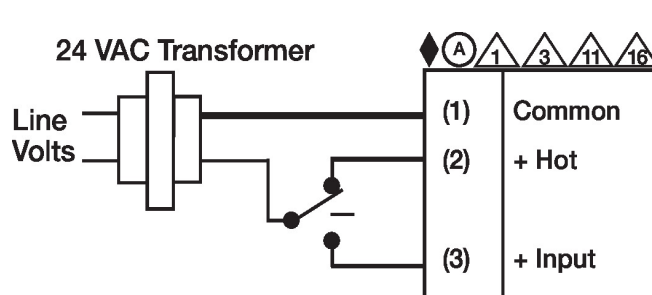 24 VAC Transformer
A 1 3 11 16
Line
Volts
(1) Common
(2) + Hot
(3) + Input